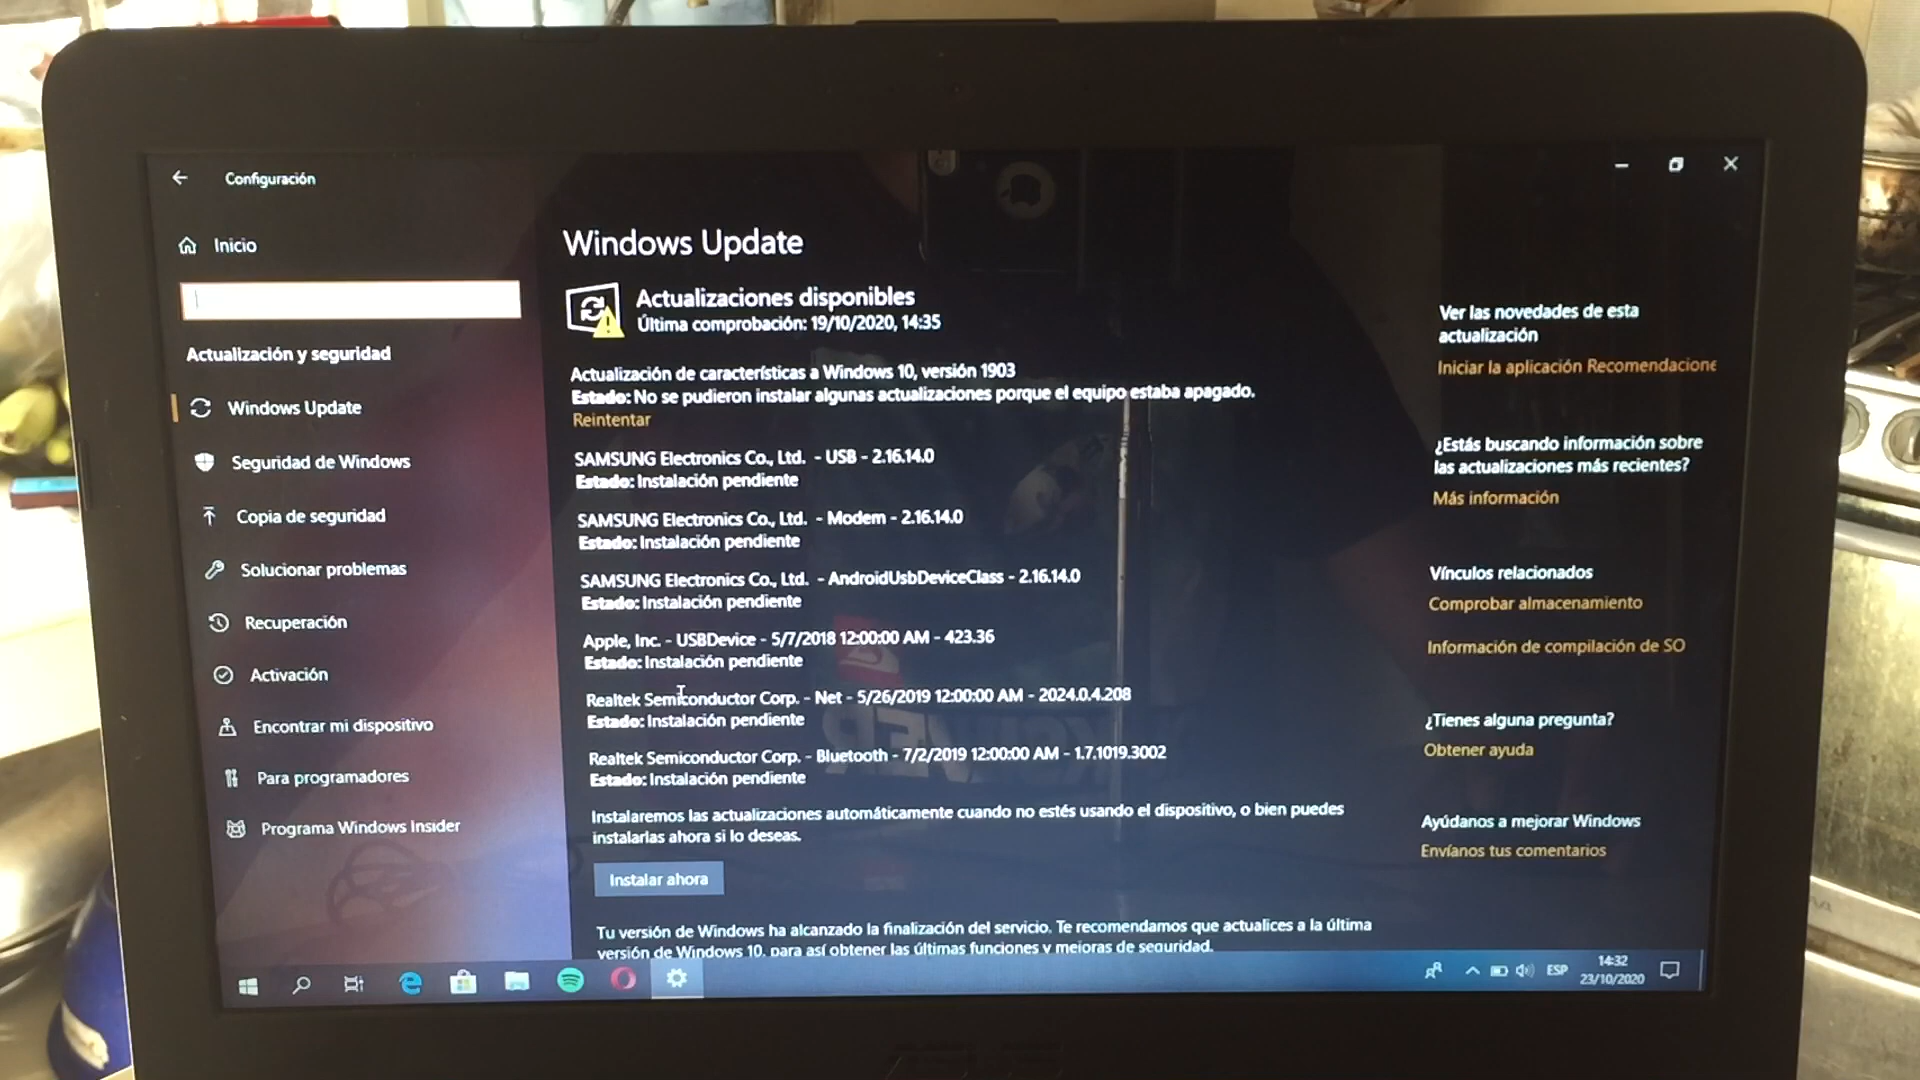 Configuración
Inicio
Actualización y seguridad
Windows Update
Seguridad de Windows
Copia de seguridad
Solucionar problemas
Recuperación
Activación
Encontrar mi dispositivo
Para programadores
Programa Windows Insider
Windows Update
Actualizaciones disponibles
Última comprobación: 19/10/2020, 14:35
Actualización de características a Windows 10, versión 1903
Estado: No se pudieron instalar algunas actualizaciones porque el equipo estaba apagado.
Reintentar
SAMSUNG Electronics Co., Ltd. - USB - 2.16.14.0
Estado: Instalación pendiente
SAMSUNG Electronics Co., Ltd. - Modem - 2.16.14.0
Estado: Instalación pendiente
SAMSUNG Electronics Co., Ltd. - AndroidUsbDeviceClass - 2.16.14.0
Estado: Instalación pendiente
Apple, Inc. - USBDevice - 5/7/2018 12:00:00 AM - 423.36
Estado: Instalación pendiente
Realtek Semiconductor Corp. - Net - 5/26/2019 12:00:00 AM - 2024.0.4.208
Estado: Instalación pendiente
Realtek Semiconductor Corp. - Bluetooth - 7/2/2019 12:00:00 AM - 1.7.1019.3002
Estado: Instalación pendiente
Instalaremos las actualizaciones automáticamente cuando no estés usando el dispositivo, o bien puedes
instalarlas ahora si lo deseas.
Instalar ahora
Tu versión de Windows ha alcanzado la finalización del servicio. Te recomendamos que actualices a la última
versión de Windows 10, para así obtener las últimas funciones y mejoras de seguridad.
Ver las novedades de esta
actualización
Iniciar la aplicación Recomendacione
¿Estás buscando información sobre
las actualizaciones más recientes?
Más información
Vínculos relacionados
Comprobar almacenamiento
Información de compilación de SO
¿Tienes alguna pregunta?
Obtener ayuda
Ayúdanos a mejorar Windows
Envíanos tus comentarios
ESP
14:32
23/10/2020